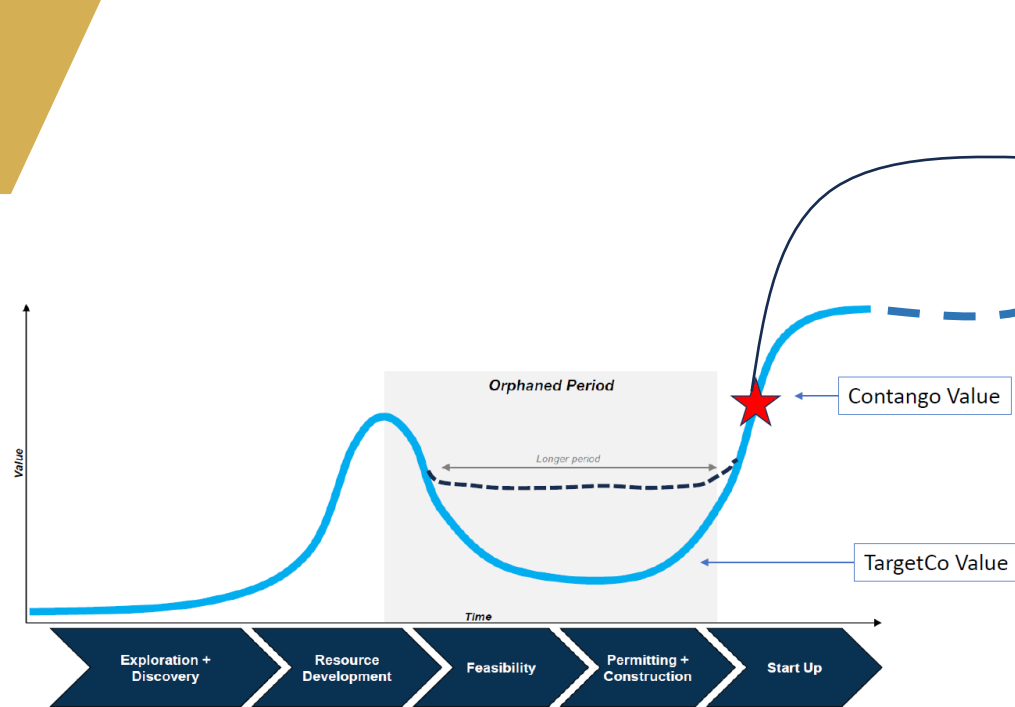 Orphaned Period
Contango Value
Longer period
Value
TargetCo Value
Time
Exploration +
Discovery
Resource
Development
Feasibility
Permitting +
Construction
Start Up